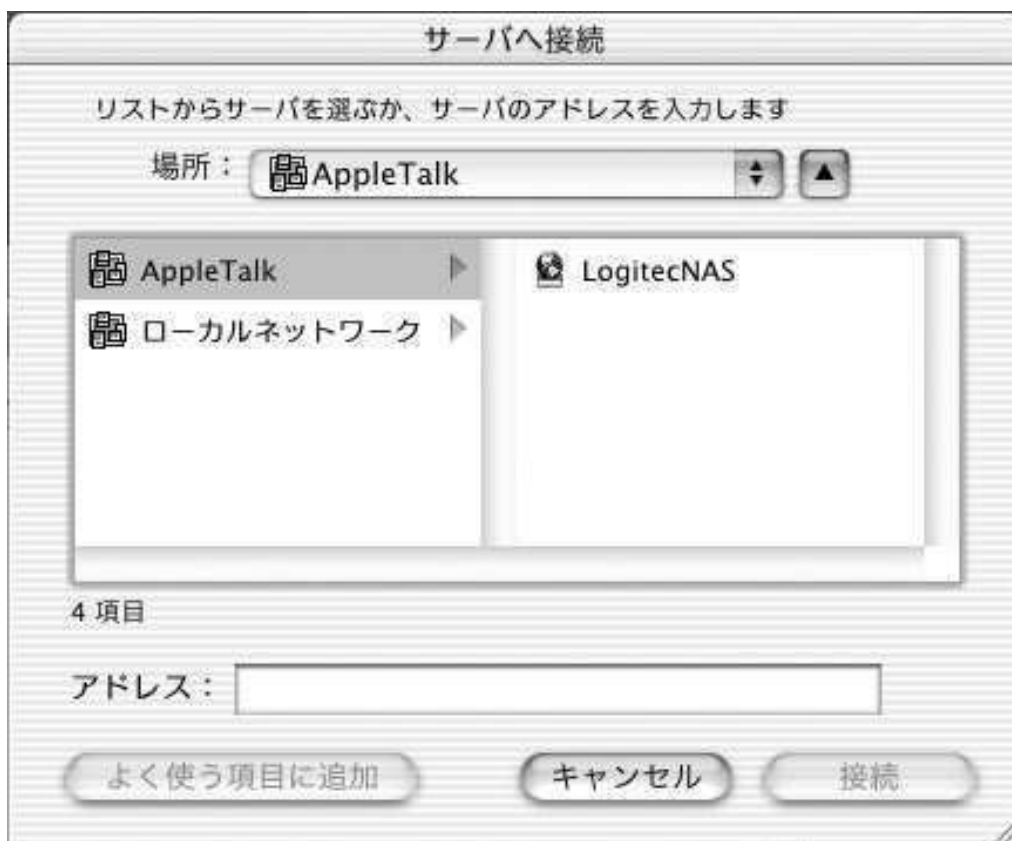 サーバへ接続
リストからサーバを選ぶか、サーバのアドレスを入力します
場所： AppleTalk
AppleTalk LogitecNAS
ローカルネットワーク
4 項目
アドレス：
よく使う項目に追加 キャンセル 接続